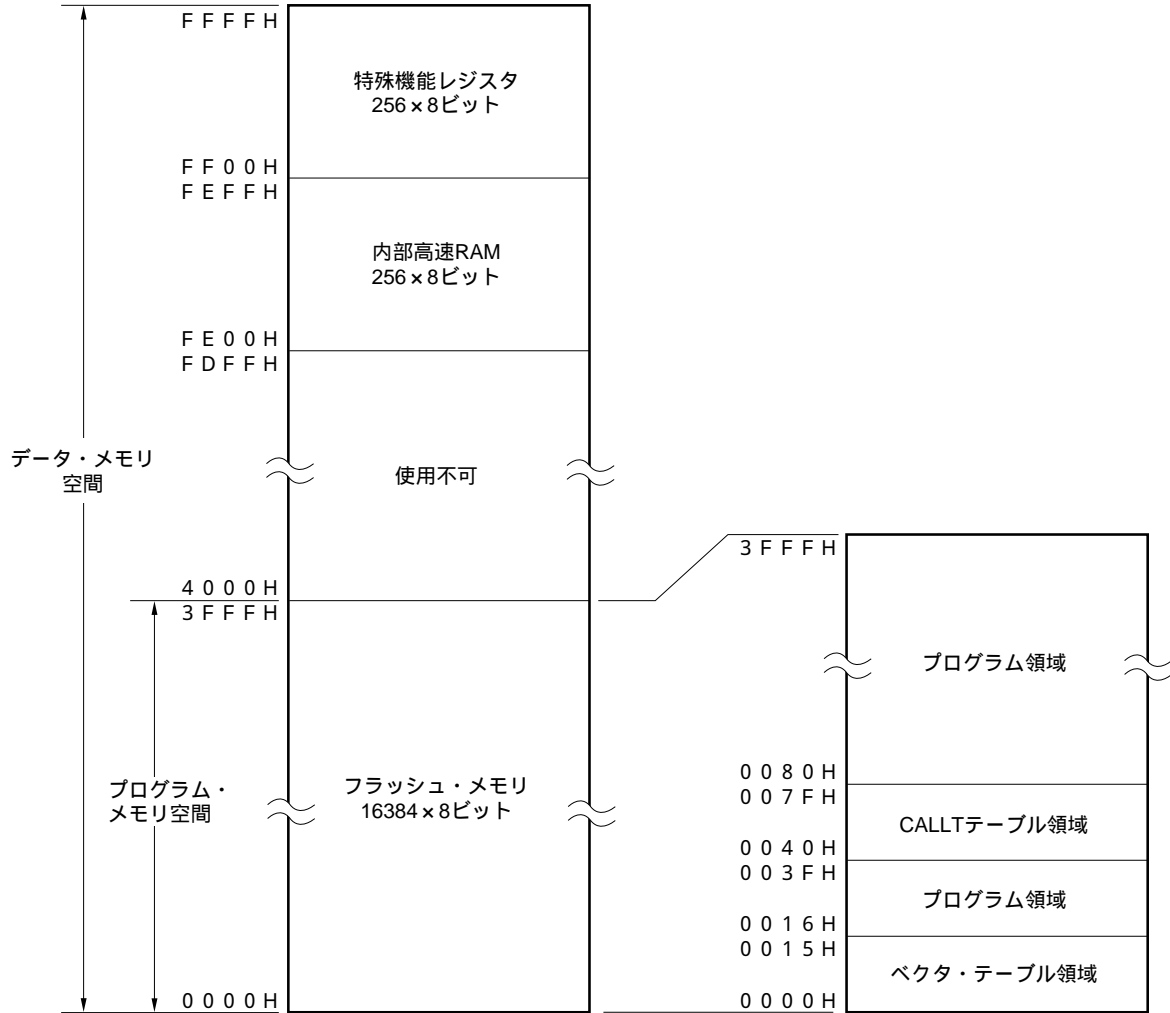 FFFFH
特殊機能レジスタ
256×8ビット
FF00H
FEFFH
内部高速RAM
256×8ビット
FE00H
FDFFH
データ・メモリ
空間
使用不可
4000H
3FFFH
プログラム・
メモリ空間
フラッシュ・メモリ
16384×8ビット
0000H
3FFFH
プログラム領域
0080H
007FH
CALLTテーブル領域
0040H
003FH
プログラム領域
0016H
0015H
ベクタ・テーブル領域
0000H